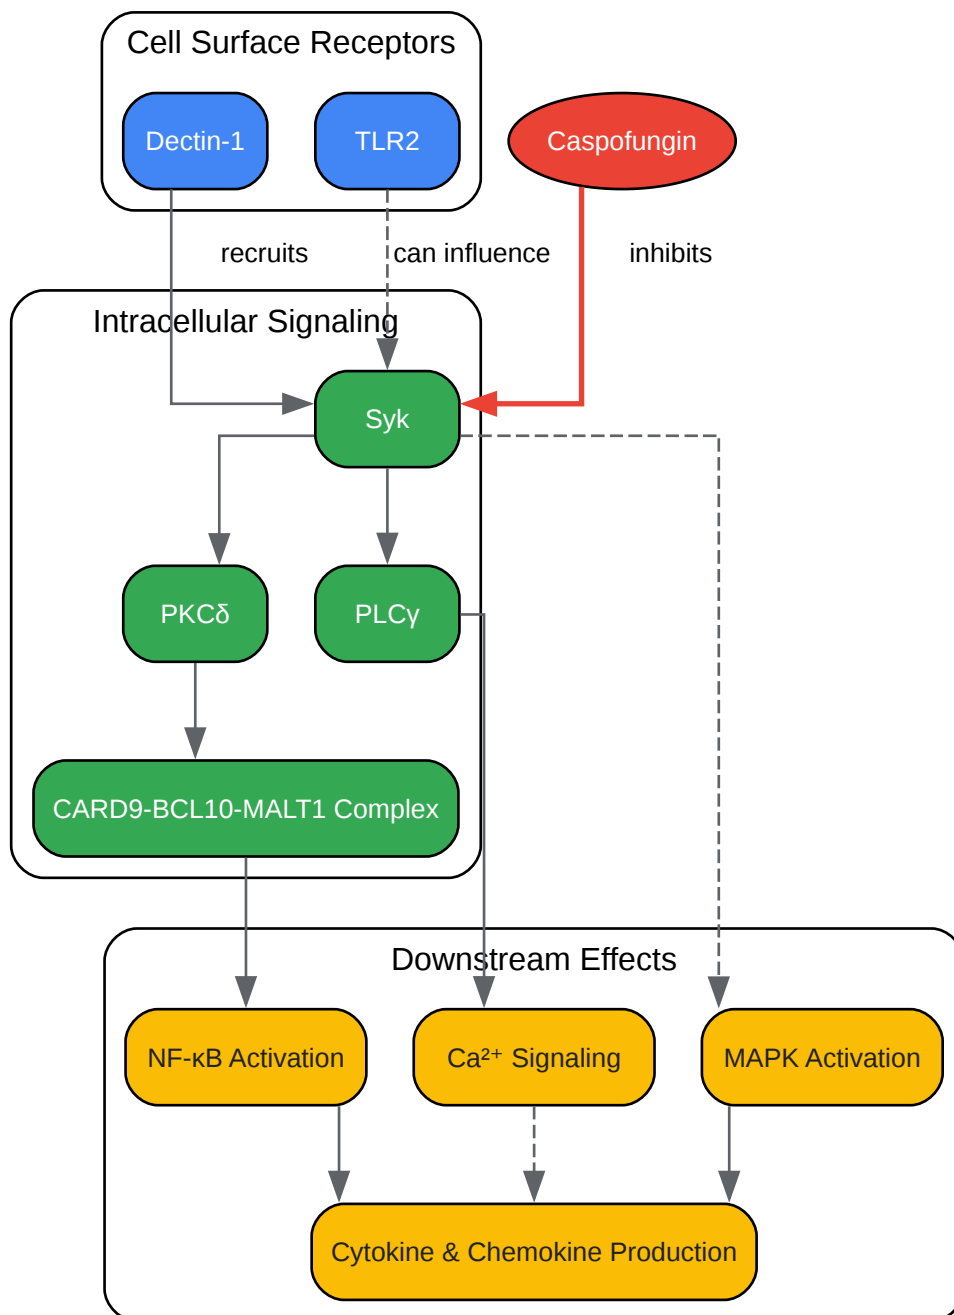 Cell Surface Receptors
Dectin-1
TLR2
Caspofungin
recruits
can influence
inhibits
Intracellular Signaling
Syk
PKCδ
PLCγ
CARD9-BCL10-MALT1 Complex
Downstream Effects
NF-κB Activation
Ca²⁺ Signaling
MAPK Activation
Cytokine & Chemokine Production